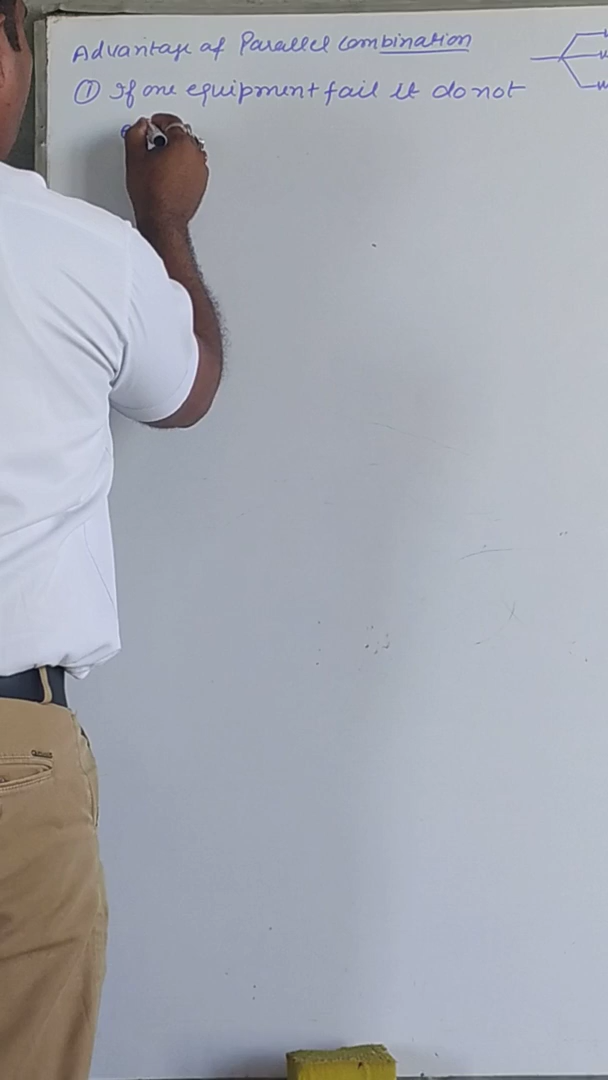 Advantage of Parallel combination
① If one equipment fail it do not